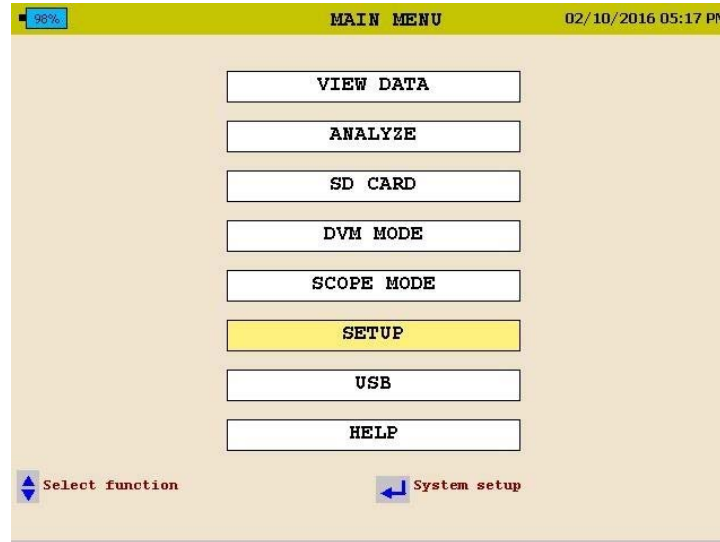 98% MAIN MENU 02/10/2016 05:17 PM
VIEW DATA
ANALYZE
SD CARD
DVM MODE
SCOPE MODE
SETUP
USB
HELP
Select function System setup